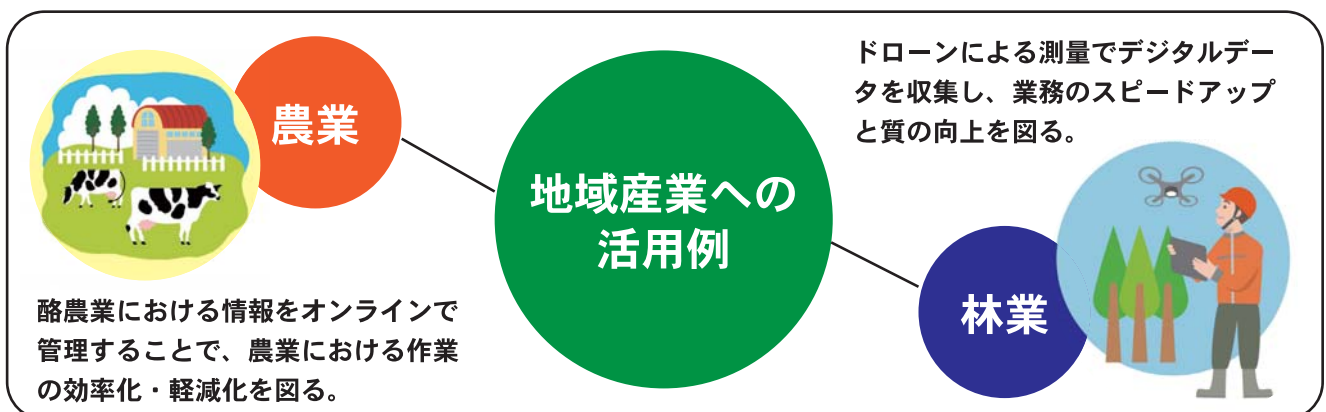 農業
酪農業における情報をオンラインで
管理することで、農業における作業
の効率化・軽減化を図る。
地域産業への
活用例
ドローンによる測量でデジタルデー
タを収集し、業務のスピードアップ
と質の向上を図る。
林業